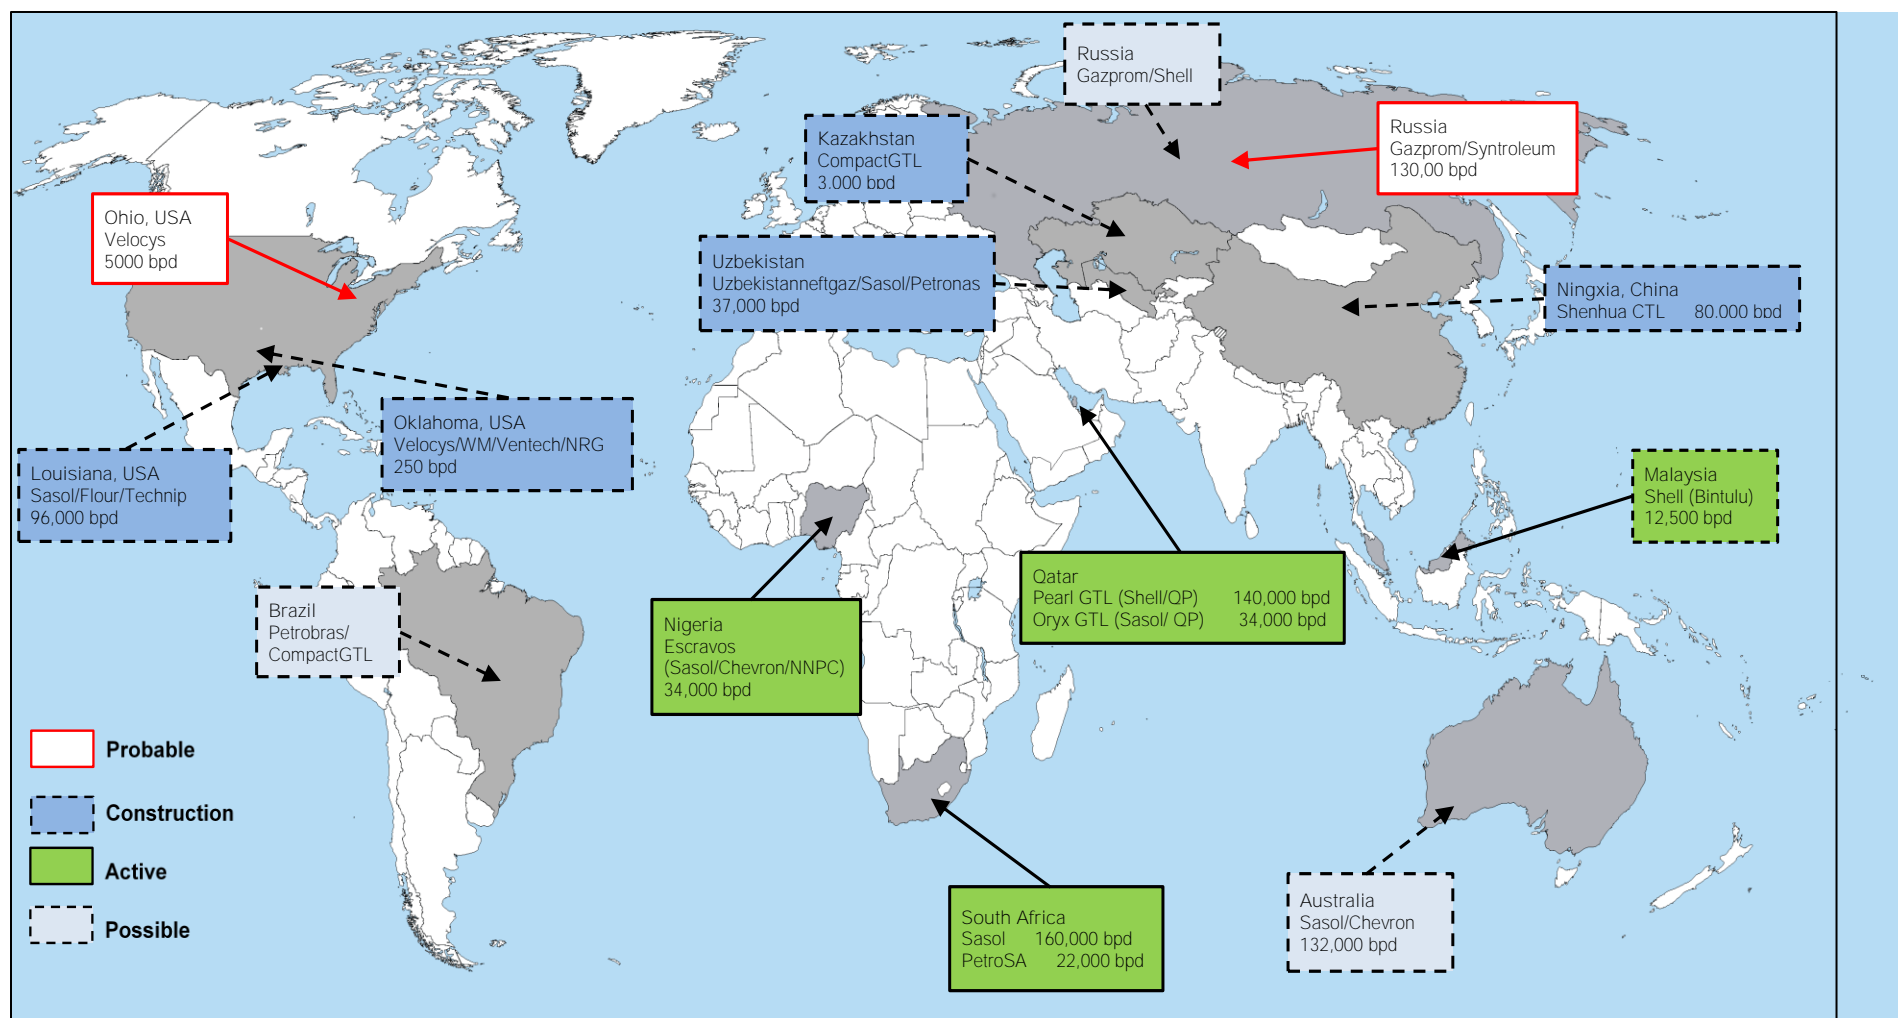 Russia
Gazprom/Shell
Russia
Gazprom/Syntroleum
130,00 bpd
Kazakhstan
CompactGTL
3.000 bpd
Ohio, USA
Velocys
5000 bpd
Uzbekistan
Uzbekistanneftgaz/Sasol/Petronas
37,000 bpd
Ningxia, China
Shenhua CTL 80.000 bpd
Oklahoma, USA
Velocys/WM/Ventech/NRG
250 bpd
Louisiana, USA
Sasol/Flour/Technip
96,000 bpd
Malaysia
Shell (Bintulu)
12,500 bpd
Qatar
Pearl GTL (Shell/QP) 140,000 bpd
Oryx GTL (Sasol/ QP) 34,000 bpd
Brazil
Petrobras/
CompactGTL
Nigeria
Escravos
(Sasol/Chevron/NNPC)
34,000 bpd
Probable
Construction
Active
Possible
South Africa
Sasol 160,000 bpd
PetroSA 22,000 bpd
Australia
Sasol/Chevron
132,000 bpd